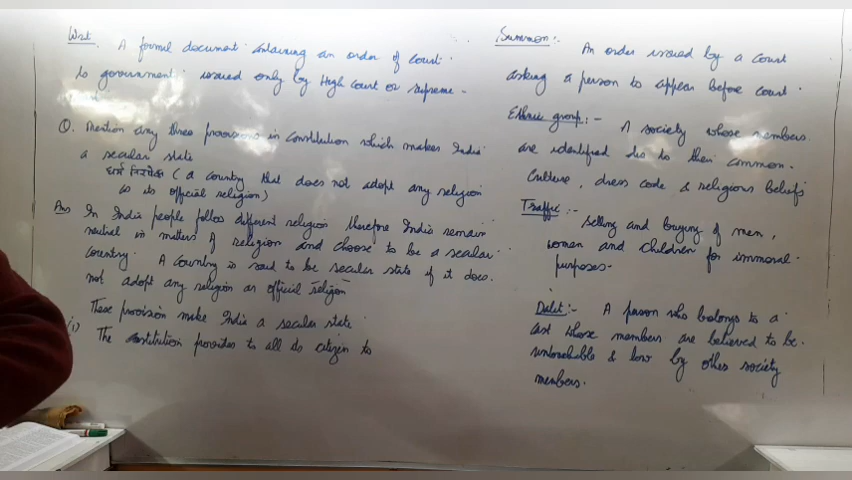 Writ. A formal document containing an order of court
to government issued only by High Court or supreme
Q. Mention any three provisions in Constitution which makes India
a secular state
धर्म निरपेक्ष ( a country that does not adopt any religion
as its official religion)
Ans In India people follow different religion therefore India remain
neutral in matters of religion and choose to be a secular
country. A country is said to be secular state if it does
not adopt any religion as official religion
These provision make India a secular state
(1) The constitution provides to all its citizen to
Summon:- An order issued by a court
asking a person to appear before court.
Ethnic group:- A society whose members
are identified due to their common
culture, dress code & religious beliefs
Traffic:- selling and buying of men,
women and children for immoral
purposes.
Dalit:- A person who belongs to a
cast whose members are believed to be
untouchable & low by other society
members.